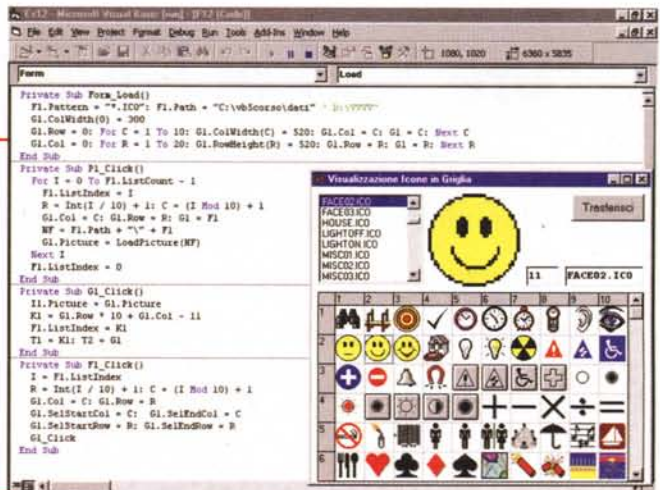 Ex12 - Microsoft Visual Basic [run] - [FX2 (Code)]
File Edit View Project Format Debug Run Tools Add-Ins Window Help
1080, 1020 6360 x 5835
Form Load
Private Sub Form_Load()
F1.Pattern = "*.ICO": F1.Path = "C:\vb5corso\dati"
G1.ColWidth(0) = 300
G1.Row = 0: For C = 1 To 10: G1.ColWidth(C) = 520: G1.Col = C: G1 = C: Next C
G1.Col = 0: For R = 1 To 20: G1.RowHeight(R) = 520: G1.Row = R: G1 = R: Next R
End Sub
Private Sub P1_Click()
For I = 0 To F1.ListCount - 1
F1.ListIndex = I
R = Int(I / 10) + 1: C = (I Mod 10) + 1
G1.Col = C: G1.Row = R: G1 = F1
NF = F1.Path + "\" + F1
G1.Picture = LoadPicture(NF)
Next I
F1.ListIndex = 0
End Sub
Private Sub G1_Click()
I1.Picture = G1.Picture
K1 = G1.Row * 10 + G1.Col - 11
F1.ListIndex = K1
T1 = K1: T2 = G1
End Sub
Private Sub F1_Click()
I = F1.ListIndex
R = Int(I / 10) + 1: C = (I Mod 10) + 1
G1.Col = C: G1.Row = R
G1.SelStartCol = C: G1.SelEndCol = C
G1.SelStartRow = R: G1.SelEndRow = R
G1_Click
End Sub
Visualizzazione Icone in Griglia
FACE02.ICO
FACE03.ICO
HOUSE.ICO
LIGHTOFF.ICO
LIGHTON.ICO
MISC01.ICO
MISC02.ICO
MISC03.ICO
Trasferisci
11 FACE02.ICO
1 2 3 4 5 6 7 8 9 10
1
2
3
4
5
6